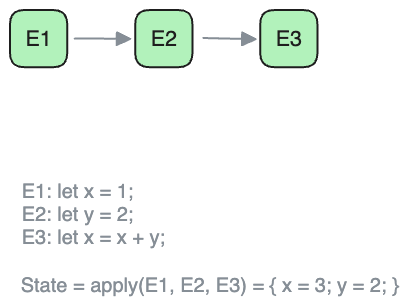 E1 E2 E3
E1: let x = 1;
E2: let y = 2;
E3: let x = x + y;
State = apply(E1, E2, E3) = { x = 3; y = 2; }